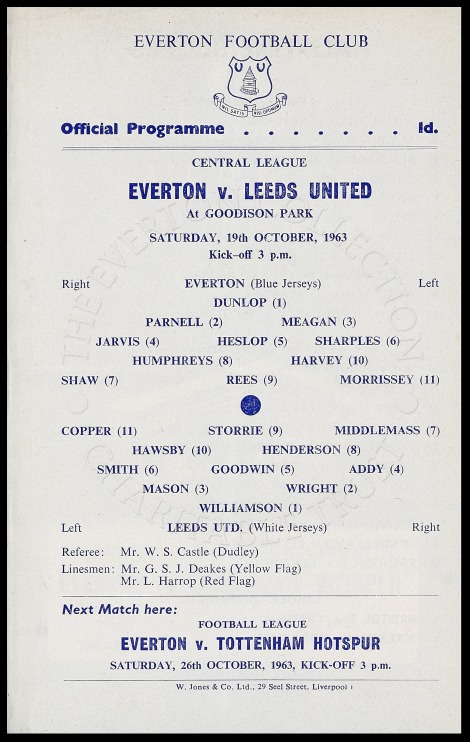 EVERTON FOOTBALL CLUB
NIL SATIS NISI OPTIMUM
Official Programme . . . . . . . 1d.
CENTRAL LEAGUE
EVERTON v. LEEDS UNITED
At GOODISON PARK
SATURDAY, 19th OCTOBER, 1963
Kick-off 3 p.m.
Right EVERTON (Blue Jerseys) Left
DUNLOP (1)
PARNELL (2) MEAGAN (3)
JARVIS (4) HESLOP (5) SHARPLES (6)
HUMPHREYS (8) HARVEY (10)
SHAW (7) REES (9) MORRISSEY (11)
COPPER (11) STORRIE (9) MIDDLEMASS (7)
HAWSBY (10) HENDERSON (8)
SMITH (6) GOODWIN (5) ADDY (4)
MASON (3) WRIGHT (2)
WILLIAMSON (1)
Left LEEDS UTD. (White Jerseys) Right
Referee: Mr. W. S. Castle (Dudley)
Linesmen: Mr. G. S. J. Deakes (Yellow Flag)
Mr. L. Harrop (Red Flag)
Next Match here:
FOOTBALL LEAGUE
EVERTON v. TOTTENHAM HOTSPUR
SATURDAY, 26th OCTOBER, 1963, KICK-OFF 3 p.m.
W. Jones & Co. Ltd., 29 Seel Street, Liverpool 1
THE EVERTON COLLECTION
CHARITABLE TRUST